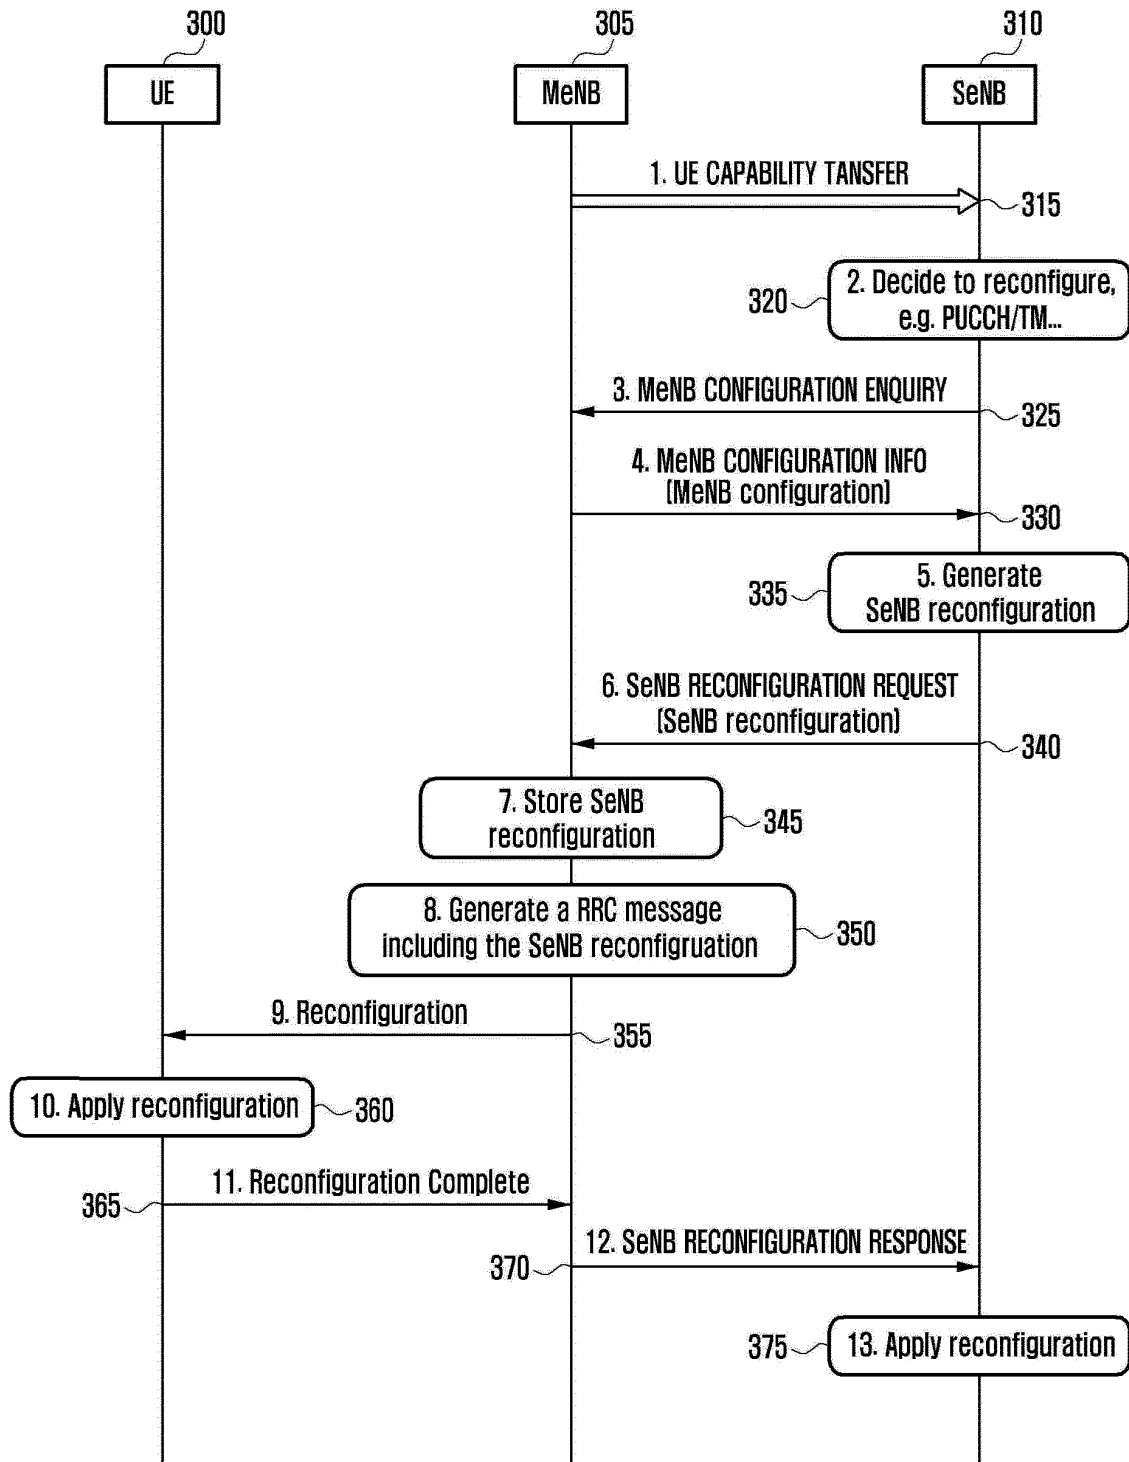 300
305
310
UE
MeNB
SeNB
1. UE CAPABILITY TANSFER
315
2. Decide to reconfigure,
e.g. PUCCH/TM...
320
3. MeNB CONFIGURATION ENQUIRY
325
4. MeNB CONFIGURATION INFO
(MeNB configuration)
330
5. Generate
SeNB reconfiguration
335
6. SeNB RECONFIGURATION REQUEST
(SeNB reconfiguration)
340
7. Store SeNB
reconfiguration
345
8. Generate a RRC message
including the SeNB reconfigruation
350
9. Reconfiguration
355
10. Apply reconfiguration
360
11. Reconfiguration Complete
365
12. SeNB RECONFIGURATION RESPONSE
370
375
13. Apply reconfiguration